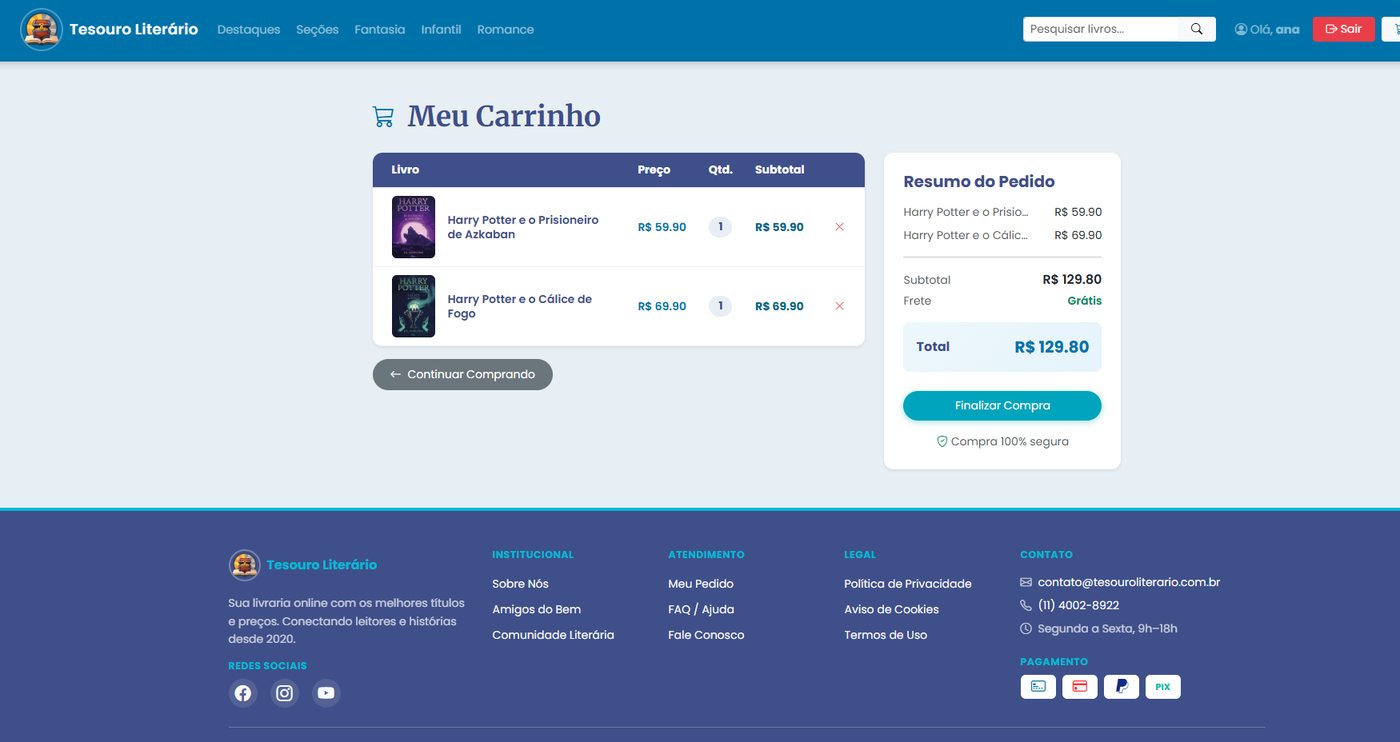 Tesouro Literário
Destaques
Seções
Fantasia
Infantil
Romance
Pesquisar livros...
Olá, ana
Sair
Meu Carrinho
Livro Preço Qtd. Subtotal
HARRY POTTER
Harry Potter e o Prisioneiro
de Azkaban
R$ 59.90 1 R$ 59.90
HARRY POTTER
Harry Potter e o Cálice de
Fogo
R$ 69.90 1 R$ 69.90
Continuar Comprando
Resumo do Pedido
Harry Potter e o Prisio... R$ 59.90
Harry Potter e o Cálic... R$ 69.90
Subtotal R$ 129.80
Frete Grátis
Total R$ 129.80
Finalizar Compra
Compra 100% segura
Tesouro Literário
Sua livraria online com os melhores títulos
e preços. Conectando leitores e histórias
desde 2020.
REDES SOCIAIS
INSTITUCIONAL
Sobre Nós
Amigos do Bem
Comunidade Literária
ATENDIMENTO
Meu Pedido
FAQ / Ajuda
Fale Conosco
LEGAL
Política de Privacidade
Aviso de Cookies
Termos de Uso
CONTATO
contato@tesouroliterario.com.br
(11) 4002-8922
Segunda a Sexta, 9h–18h
PAGAMENTO
PIX